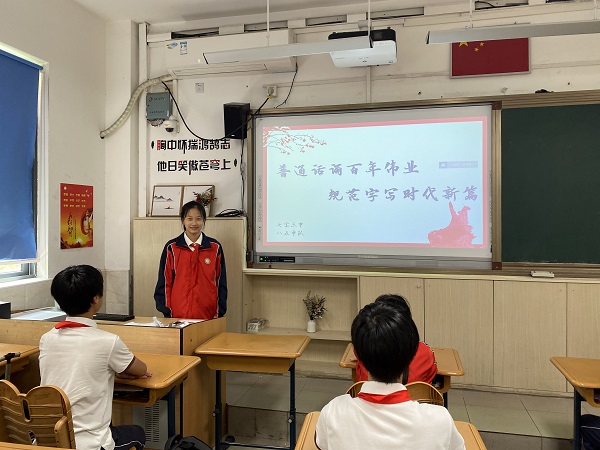 胸中怀揣鸿鹄志
他日笑傲苍穹上
普通话诵百年伟业
规范字写时代新篇